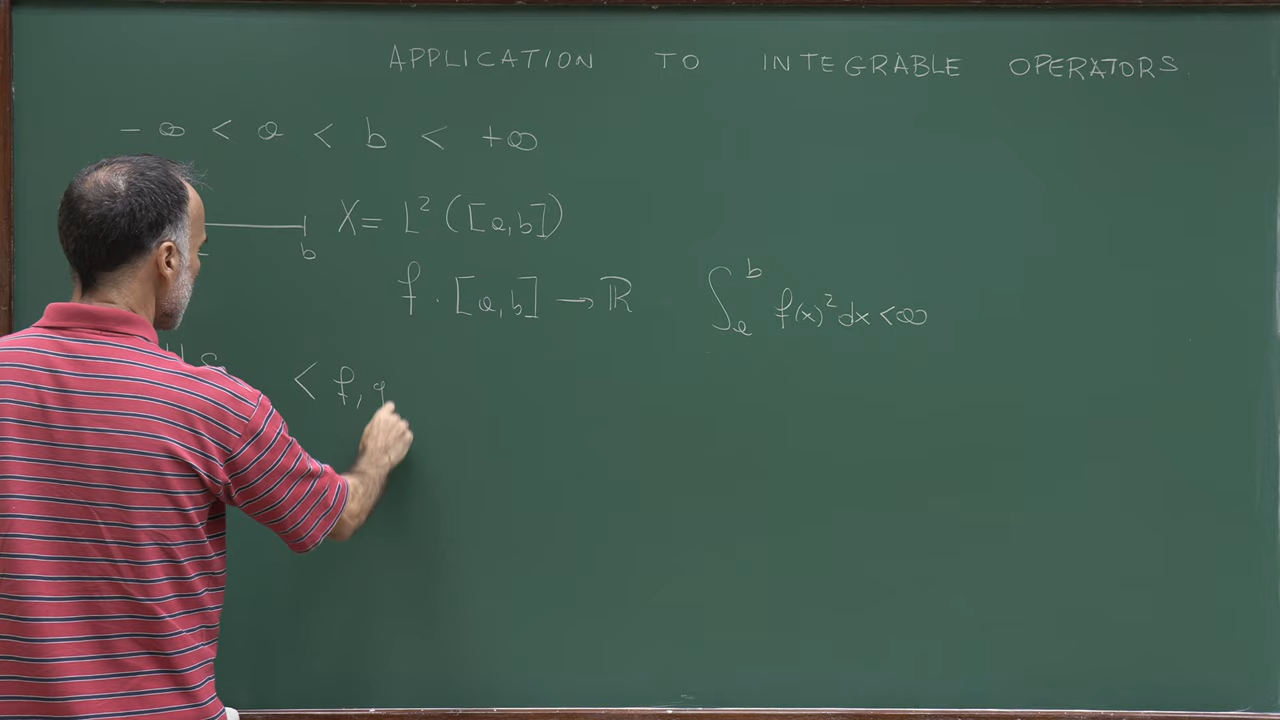 APPLICATION TO INTEGRABLE OPERATORS
- ∞ < a < b < +∞
b X = L² ([a,b])
f : [a,b] → ℝ ∫ₐᵇ f(x)² dx < ∞
< f, g